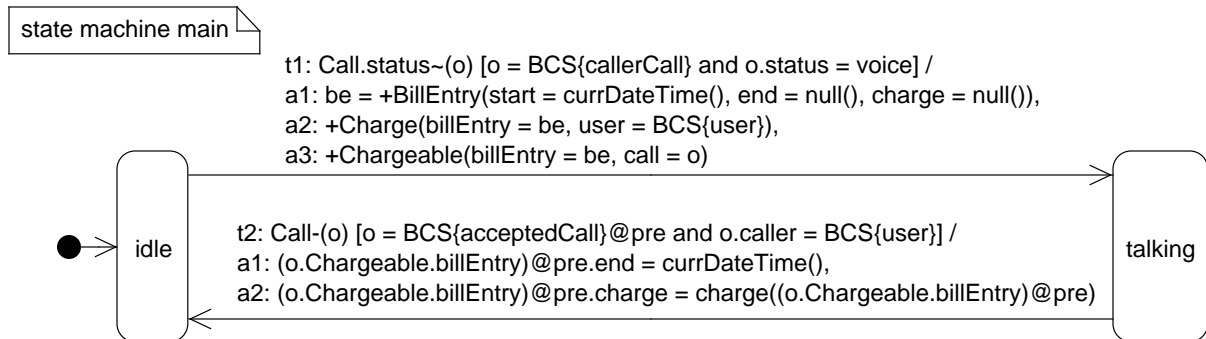 state machine main
t1: Call.status~(o) [o = BCS{callerCall} and o.status = voice] /
a1: be = +BillEntry(start = currDateTime(), end = null(), charge = null()),
a2: +Charge(billEntry = be, user = BCS{user}),
a3: +Chargeable(billEntry = be, call = o)
idle
t2: Call-(o) [o = BCS{acceptedCall}@pre and o.caller = BCS{user}] /
a1: (o.Chargeable.billEntry)@pre.end = currDateTime(),
a2: (o.Chargeable.billEntry)@pre.charge = charge((o.Chargeable.billEntry)@pre)
talking